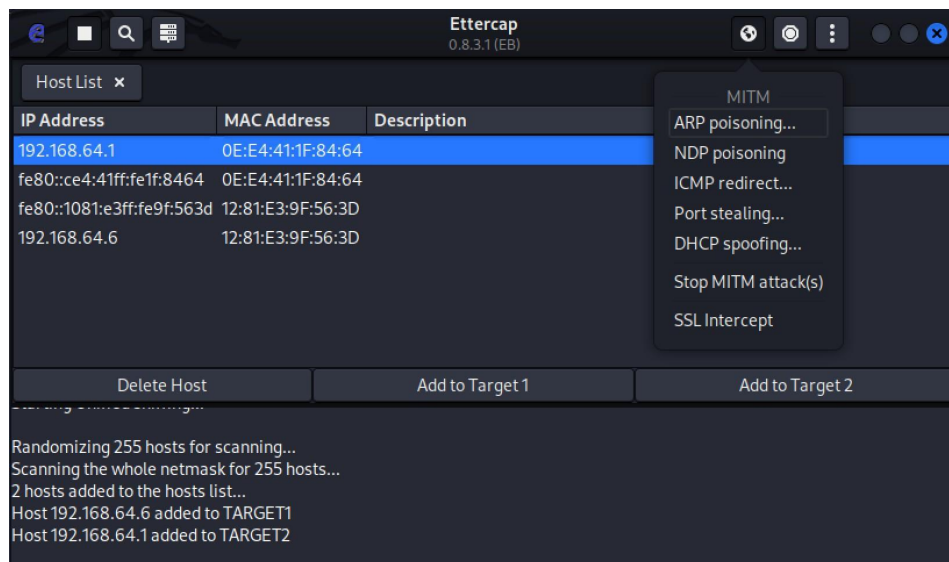 Ettercap
0.8.3.1 (EB)
Host List ×
IP Address MAC Address Description
192.168.64.1 0E:E4:41:1F:84:64
fe80::ce4:41ff:fe1f:8464 0E:E4:41:1F:84:64
fe80::1081:e3ff:fe9f:563d 12:81:E3:9F:56:3D
192.168.64.6 12:81:E3:9F:56:3D
MITM
ARP poisoning...
NDP poisoning
ICMP redirect...
Port stealing...
DHCP spoofing...
Stop MITM attack(s)
SSL Intercept
Delete Host Add to Target 1 Add to Target 2
Randomizing 255 hosts for scanning...
Scanning the whole netmask for 255 hosts...
2 hosts added to the hosts list...
Host 192.168.64.6 added to TARGET1
Host 192.168.64.1 added to TARGET2